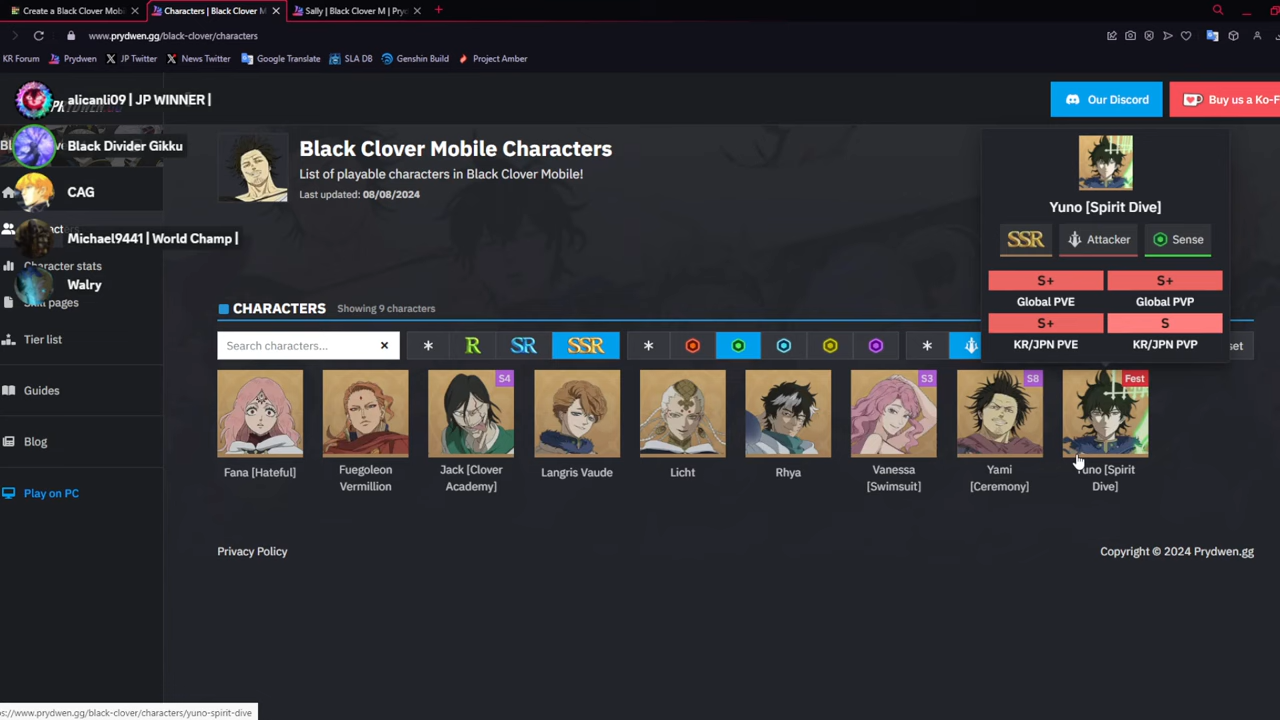 Create a Black Clover Mobi
Characters | Black Clover M
Sally | Black Clover M | Pry
www.prydwen.gg/black-clover/characters
KR Forum
Prydwen
JP Twitter
News Twitter
Google Translate
SLA DB
Genshin Build
Project Amber
alicanli09 | JP WINNER |
Our Discord
Buy us a Ko-F
Black Divider Gikku
CAG
Michael9441 | World Champ |
Character stats
Walry
Skill pages
Tier list
Guides
Blog
Play on PC
Black Clover Mobile Characters
List of playable characters in Black Clover Mobile!
Last updated: 08/08/2024
Yuno [Spirit Dive]
SSR
Attacker
Sense
S+
S+
Global PVE
Global PVP
S+
S
KR/JPN PVE
KR/JPN PVP
CHARACTERS
Showing 9 characters
Search characters...
R
SR
SSR
set
S4
S3
S8
Fest
Fana [Hateful]
Fuegoleon
Vermillion
Jack [Clover
Academy]
Langris Vaude
Licht
Rhya
Vanessa
[Swimsuit]
Yami
[Ceremony]
Yuno [Spirit
Dive]
Privacy Policy
Copyright © 2024 Prydwen.gg
ps://www.prydwen.gg/black-clover/characters/yuno-spirit-dive